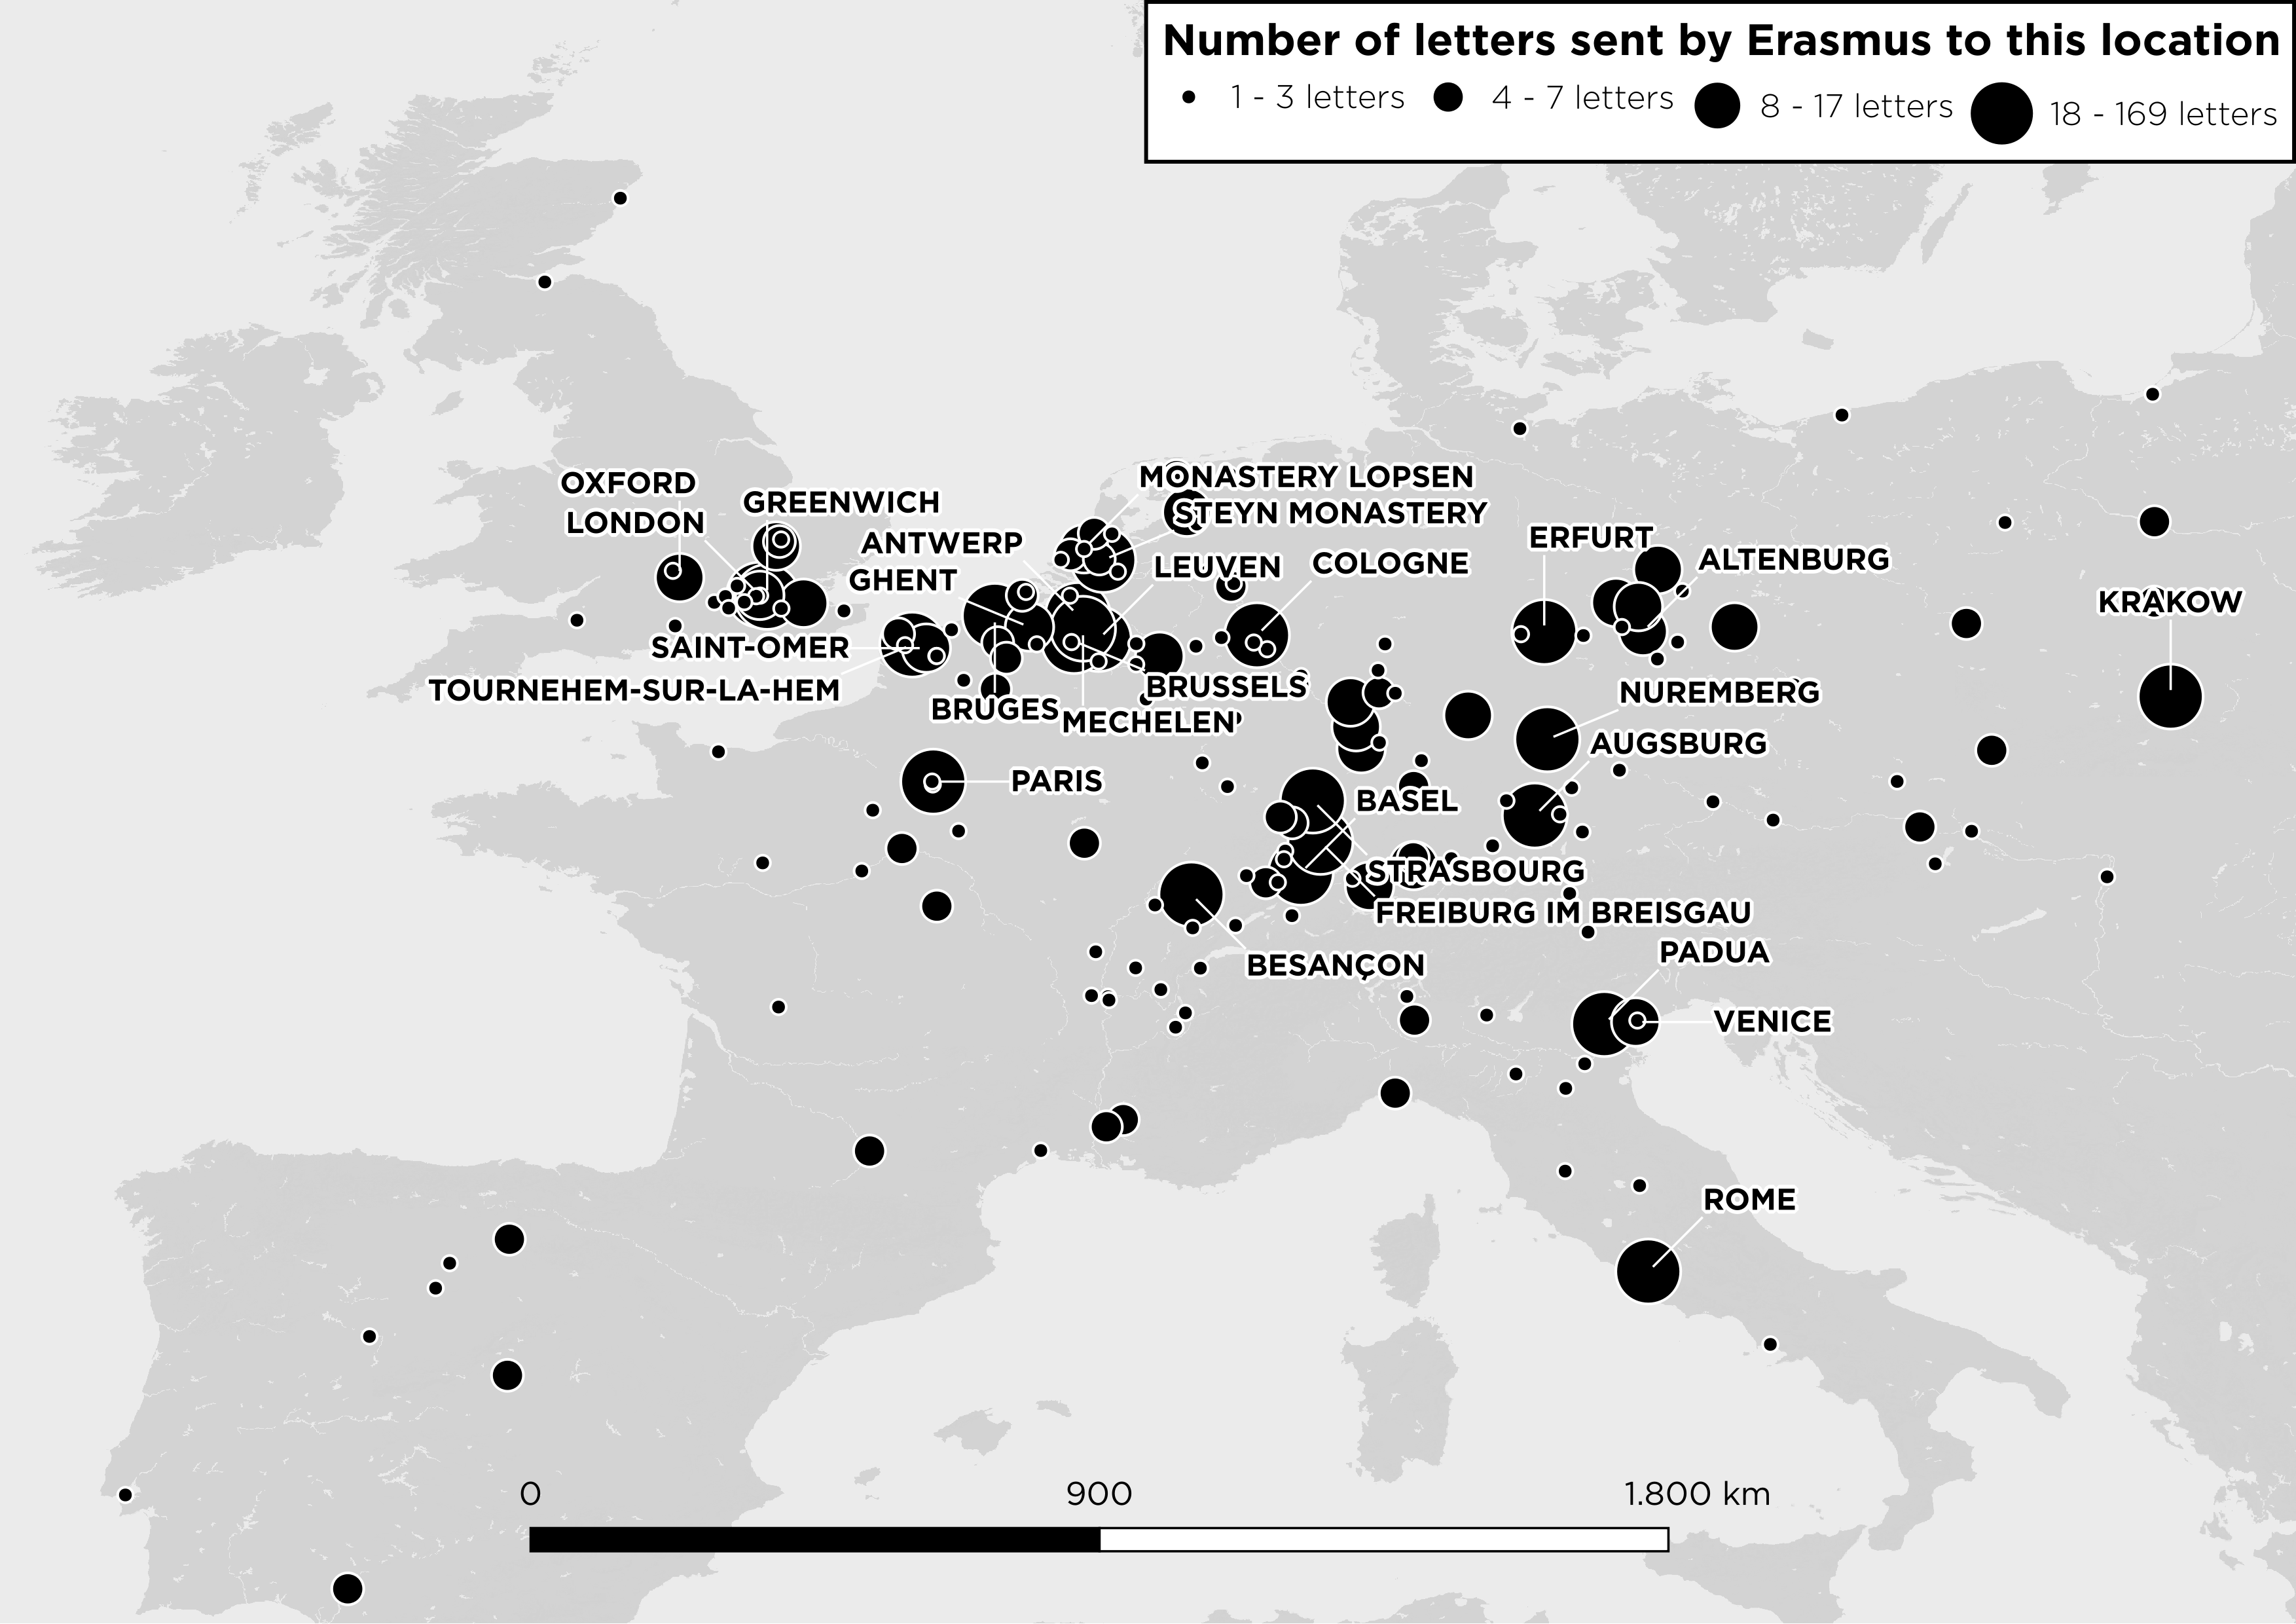 Number of letters sent by Erasmus to this location
1 - 3 letters 4 - 7 letters 8 - 17 letters 18 - 169 letters
MONASTERY LOPSEN
OXFORD
GREENWICH
STEYN MONASTERY
LONDON
ERFURT
ANTWERP
ALTENBURG
COLOGNE
LEUVEN
GHENT
KRAKOW
SAINT-OMER
BRUSSELS
TOURNEHEM-SUR-LA-HEM
NUREMBERG
BRUGES
MECHELEN
AUGSBURG
PARIS
BASEL
STRASBOURG
FREIBURG IM BREISGAU
PADUA
BESANÇON
VENICE
ROME
0 900 1.800 km